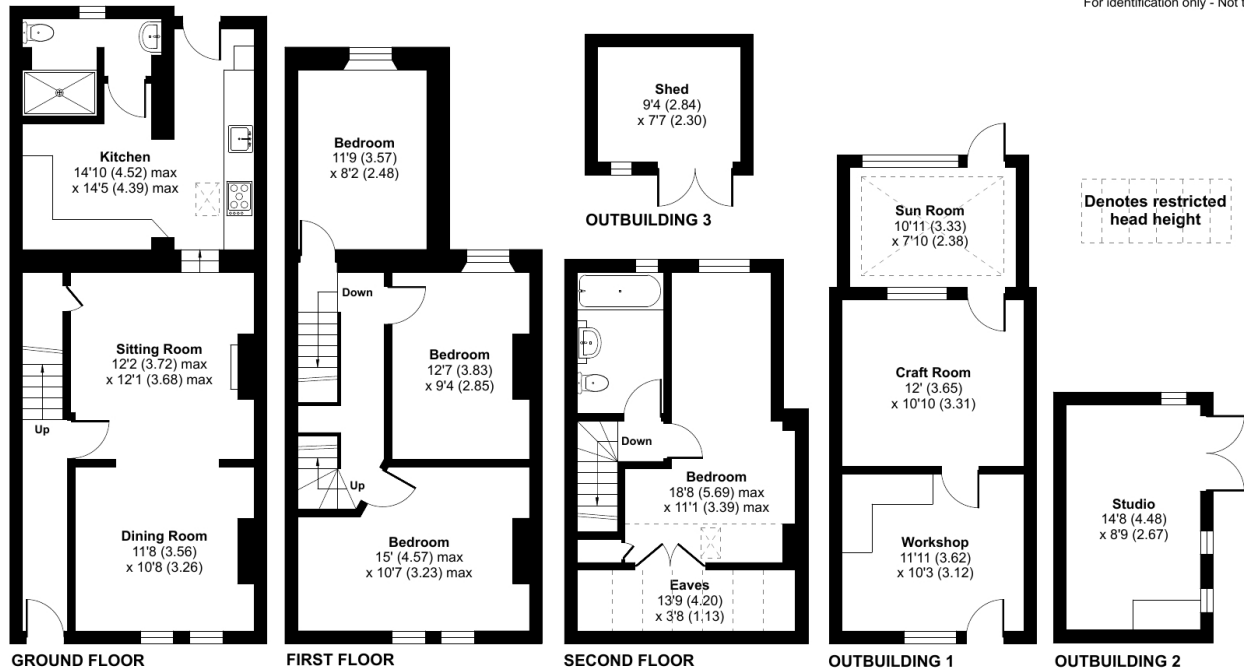 For identification only - Not t
Kitchen
14'10 (4.52) max
x 14'5 (4.39) max
Sitting Room
12'2 (3.72) max
x 12'1 (3.68) max
Up
Dining Room
11'8 (3.56)
x 10'8 (3.26)
GROUND FLOOR
Bedroom
11'9 (3.57)
x 8'2 (2.48)
Down
Bedroom
12'7 (3.83)
x 9'4 (2.85)
Up
Bedroom
15' (4.57) max
x 10'7 (3.23) max
FIRST FLOOR
Shed
9'4 (2.84)
x 7'7 (2.30)
OUTBUILDING 3
Down
Bedroom
18'8 (5.69) max
x 11'1 (3.39) max
Eaves
13'9 (4.20)
x 3'8 (1.13)
SECOND FLOOR
Sun Room
10'11 (3.33)
x 7'10 (2.38)
Craft Room
12' (3.65)
x 10'10 (3.31)
Workshop
11'11 (3.62)
x 10'3 (3.12)
OUTBUILDING 1
Denotes restricted
head height
Studio
14'8 (4.48)
x 8'9 (2.67)
OUTBUILDING 2